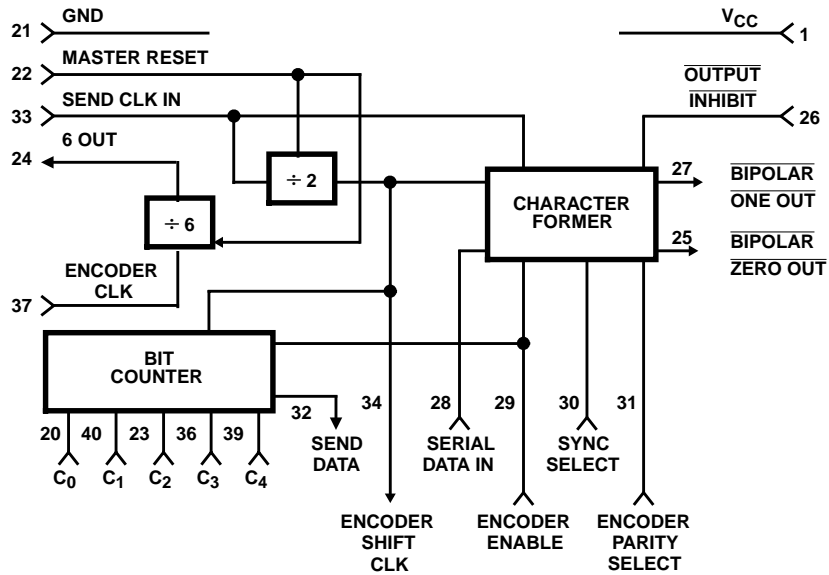 21 GND
V_CC 1
22 MASTER RESET
OUTPUT
INHIBIT
26
33 SEND CLK IN
24 6 OUT
÷ 2
CHARACTER
FORMER
27 BIPOLAR
ONE OUT
25 BIPOLAR
ZERO OUT
÷ 6
37 ENCODER
CLK
BIT
COUNTER
20 40 23 36 39
C0 C1 C2 C3 C4
32
SEND
DATA
34
28
SERIAL
DATA IN
29
30
SYNC
SELECT
31
ENCODER
SHIFT
CLK
ENCODER
ENABLE
ENCODER
PARITY
SELECT